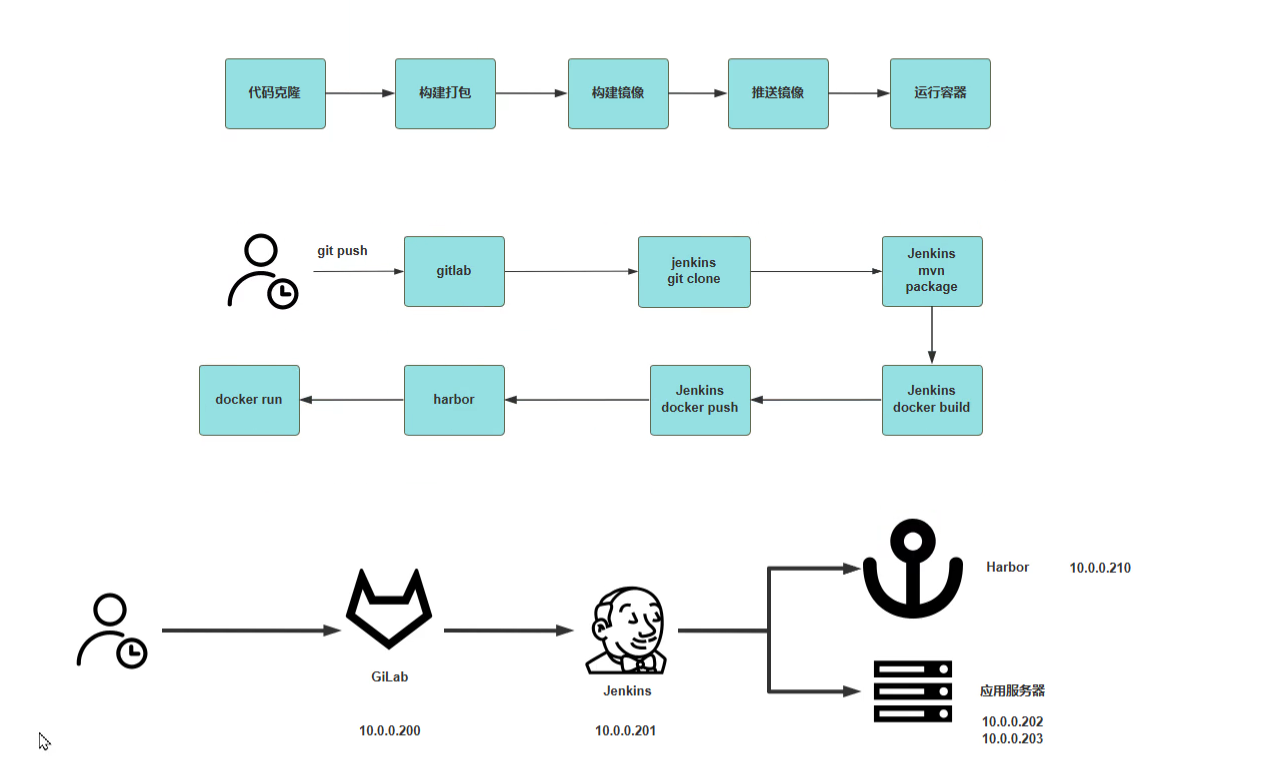 代码克隆
构建打包
构建镜像
推送镜像
运行容器
git push
gitlab
jenkins
git clone
Jenkins
mvn
package
docker run
harbor
Jenkins
docker push
Jenkins
docker build
Harbor
10.0.0.210
GiLab
Jenkins
应用服务器
10.0.0.200
10.0.0.201
10.0.0.202
10.0.0.203